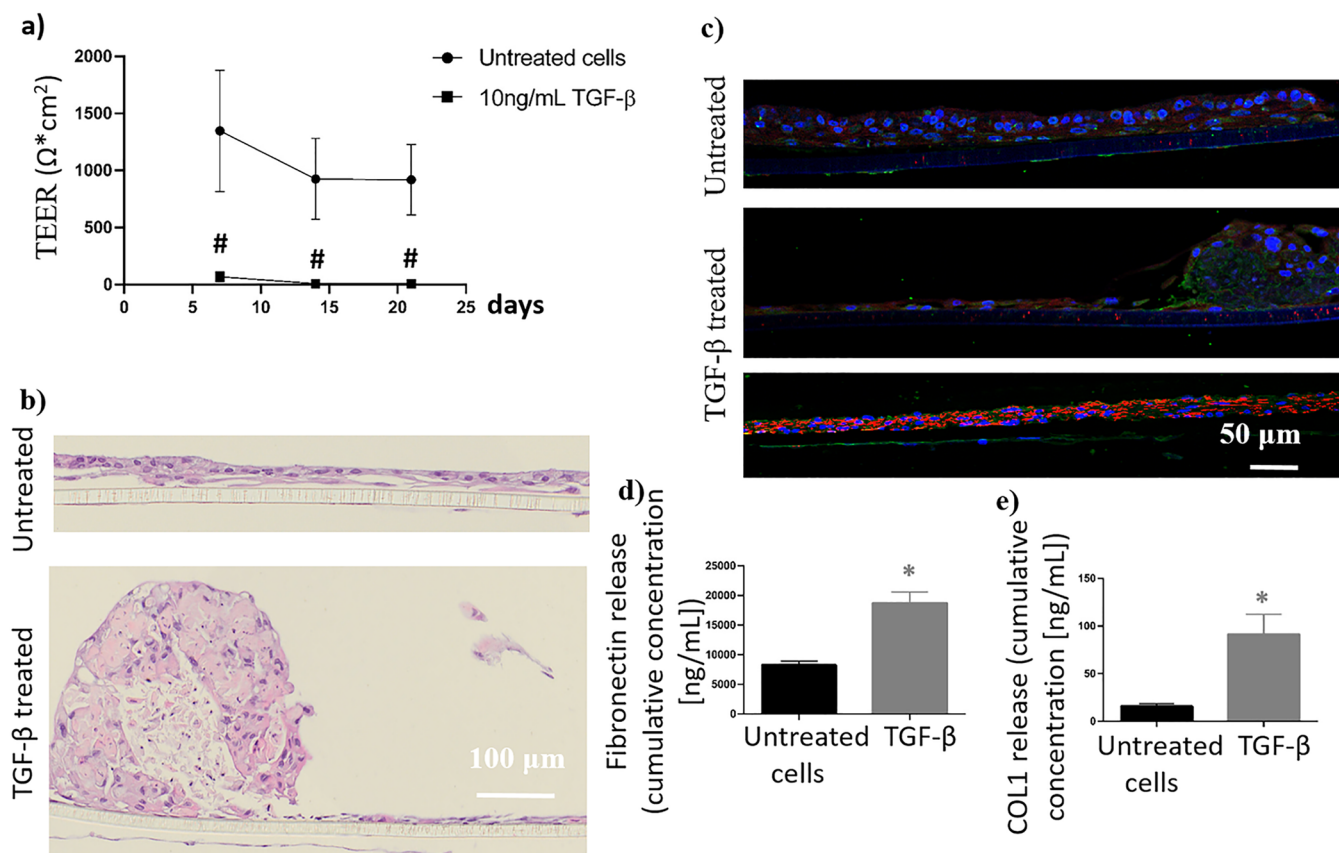 a)
2000
1500
1000
500
0
TEER (Ω*cm2)
0 5 10 15 20 25 days
# # #
Untreated cells
10ng/mL TGF-β
b)
Untreated
TGF-β treated
100 µm
c)
Untreated
TGF-β treated
50 µm
d)
Fibronectin release
(cumulative concentration
[ng/mL])
25000
20000
15000
10000
5000
0
*
Untreated TGF-β
cells
e)
COL1 release (cumulative
concentration [ng/mL])
150
100
50
0
*
Untreated TGF-β
cells